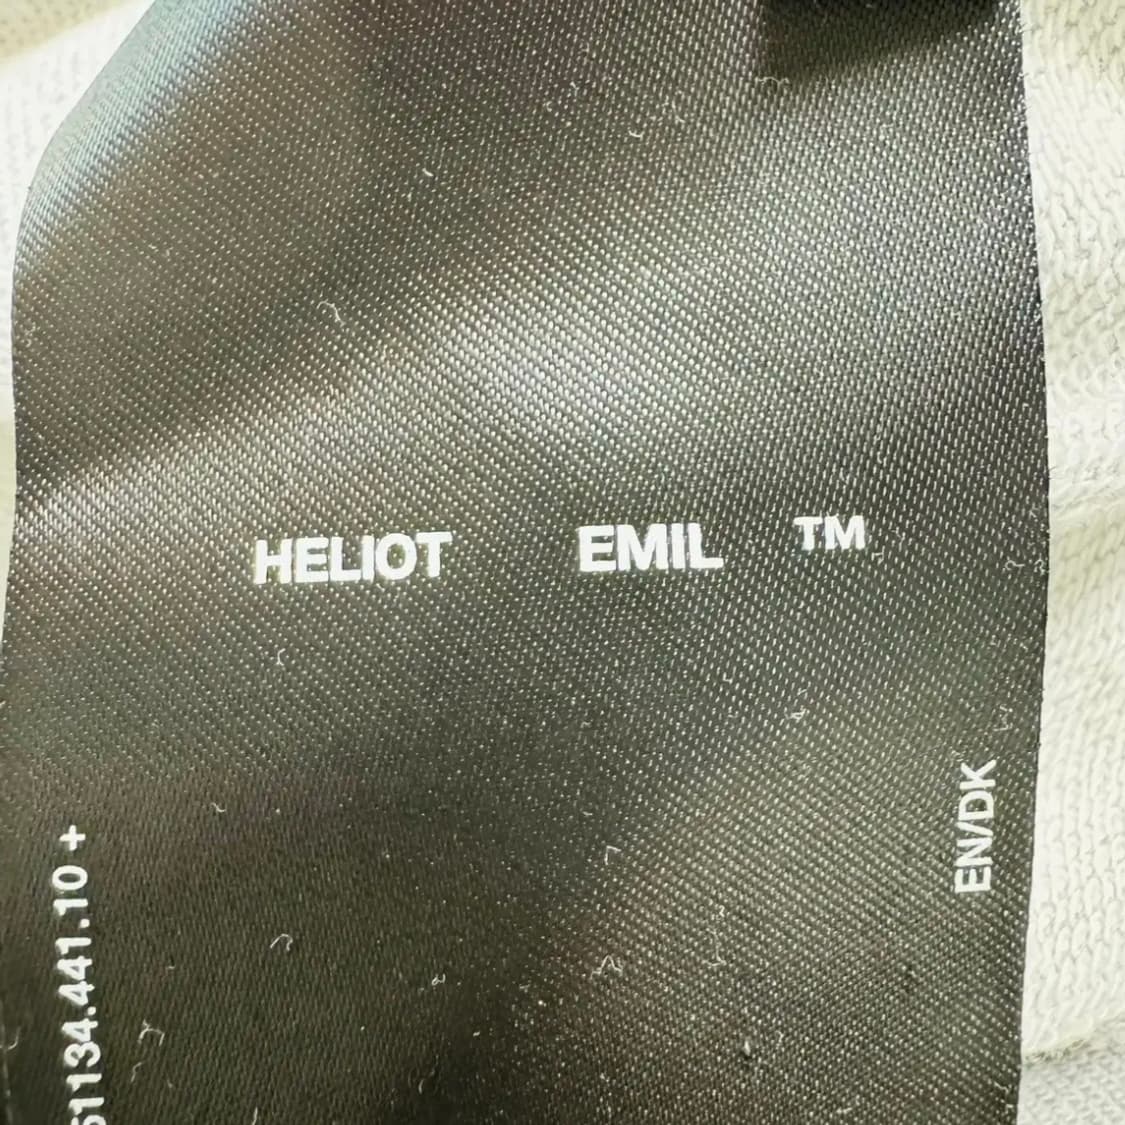 HELIOT EMIL ™
EN/DK
51134.441.10 +